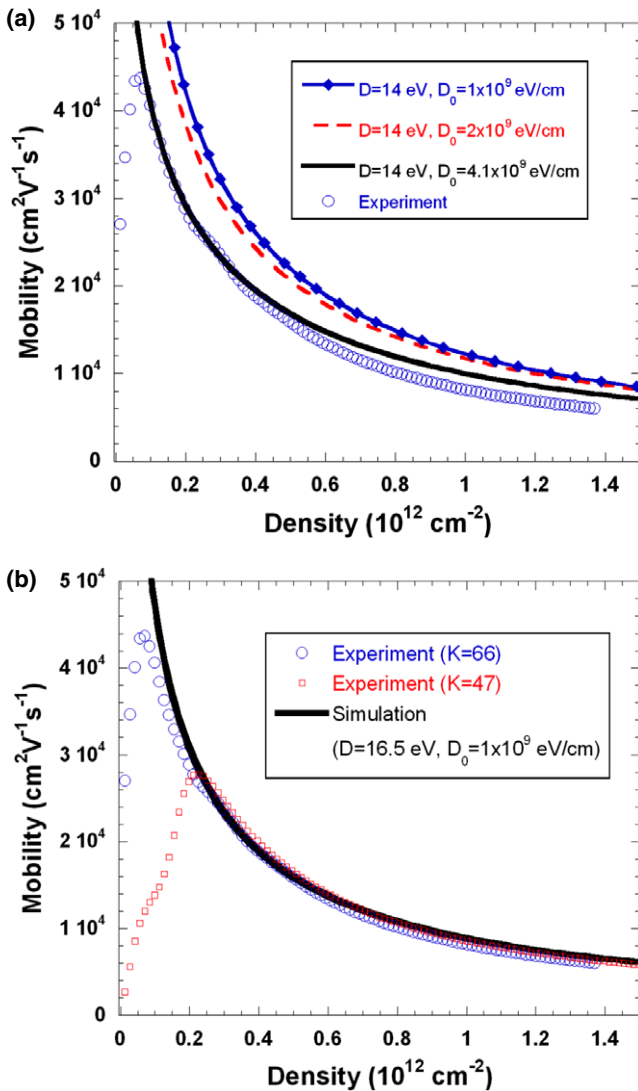 (a)
5 10⁴
4 10⁴
3 10⁴
2 10⁴
1 10⁴
0
Mobility (cm²V⁻¹s⁻¹)
D=14 eV, D₀=1x10⁹ eV/cm
D=14 eV, D₀=2x10⁹ eV/cm
D=14 eV, D₀=4.1x10⁹ eV/cm
Experiment
0 0.2 0.4 0.6 0.8 1 1.2 1.4
Density (10¹² cm⁻²)
(b)
5 10⁴
4 10⁴
3 10⁴
2 10⁴
1 10⁴
0
Mobility (cm²V⁻¹s⁻¹)
Experiment (K=66)
Experiment (K=47)
Simulation
(D=16.5 eV, D₀=1x10⁹ eV/cm)
0 0.2 0.4 0.6 0.8 1 1.2 1.4
Density (10¹² cm⁻²)